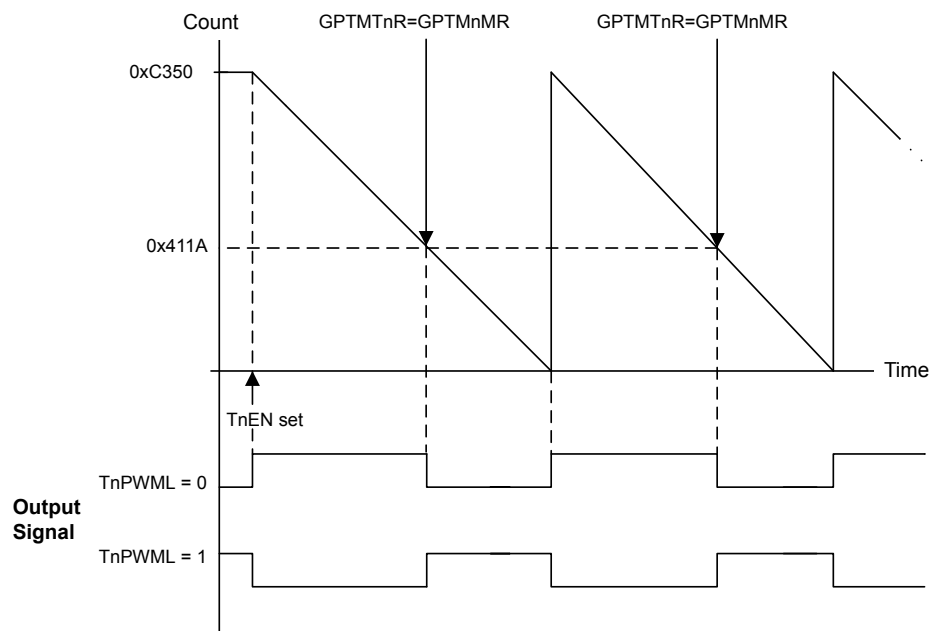 Count
GPTMTnR=GPTMnMR
GPTMTnR=GPTMnMR
0xC350
0x411A
Time
TnEN set
TnPWML = 0
Output
Signal
TnPWML = 1